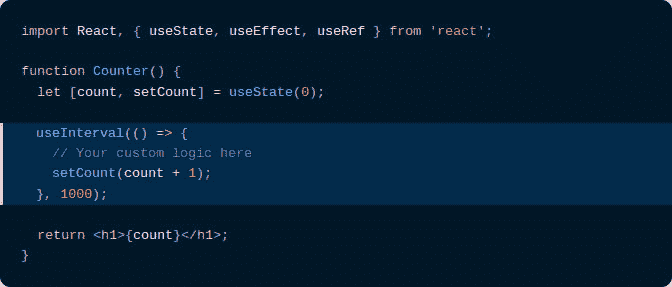 import React, { useState, useEffect, useRef } from 'react';
function Counter() {
let [count, setCount] = useState(0);
useInterval(() => {
// Your custom logic here
setCount(count + 1);
}, 1000);
return <h1>{count}</h1>;
}